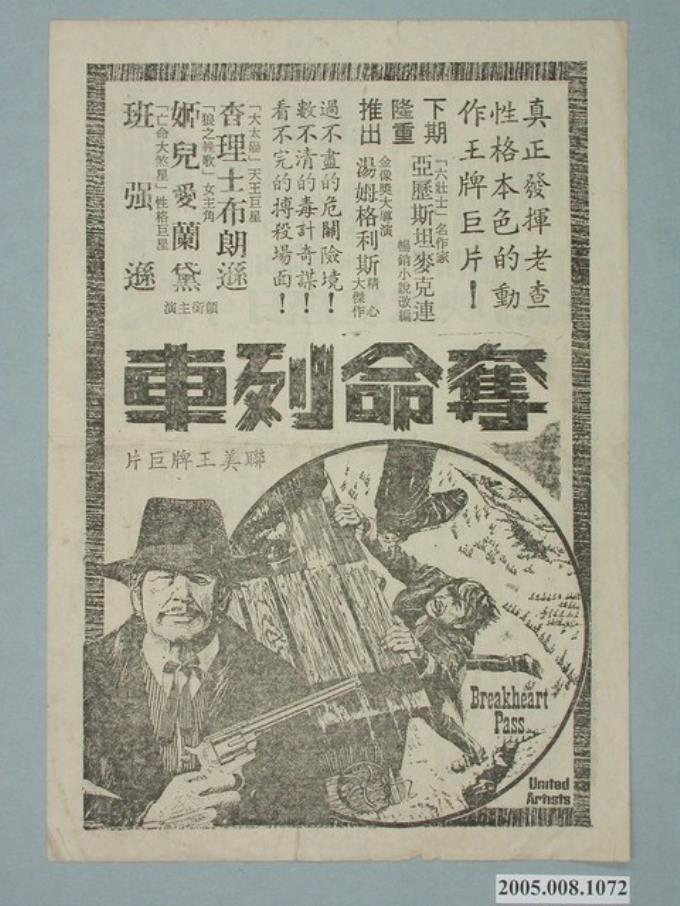 真正發揮老查
性格本色的動
作王牌巨片！
下期
隆重
推出
「六壯士」名作家
亞歷斯坦麥克連
暢銷小說改編
金像獎大導演
湯姆格利斯
精心
大傑作
過不盡的危關險境！
數不清的毒計奇謀！
看不完的搏殺場面！
「大太陽」天王巨星
查理士布朗遜
「狼之輓歌」女主角
姬兒愛蘭黛
「亡命大煞星」性格巨星
班强遜
領銜主演
奪命列車
聯美王牌巨片
Breakheart
Pass
United
Artists
2005.008.1072